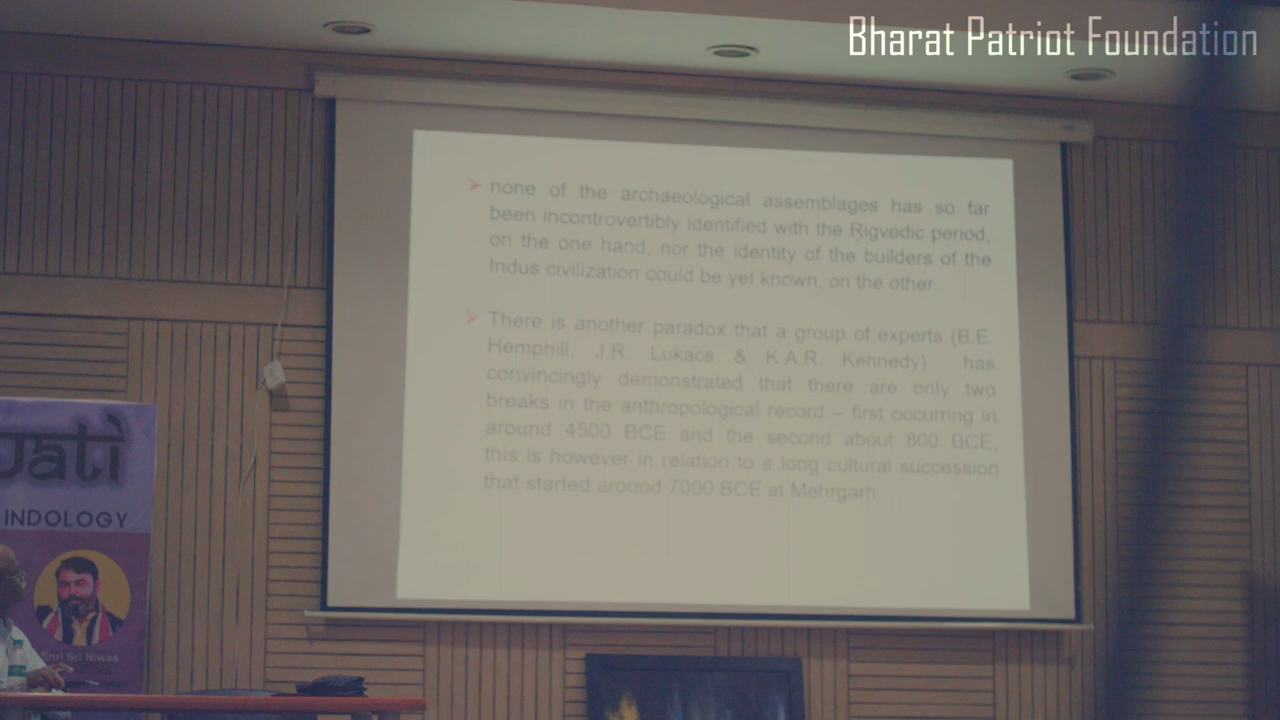 Bharat Patriot Foundation
➢ none of the archaeological assemblages has so far
been incontrovertibly identified with the Rigvedic period,
on the one hand, nor the identity of the builders of the
Indus civilization could be yet known, on the other
➢ There is another paradox that a group of experts (B.E.
Hemphill, J.R. Lukacs & K.A.R. Kennedy) has
convincingly demonstrated that there are only two
breaks in the anthropological record – first occurring in
around 4500 BCE and the second about 800 BCE,
this is however in relation to a long cultural succession
that started around 7000 BCE at Mehrgarh
vati
INDOLOGY
Shri Sri Niwas